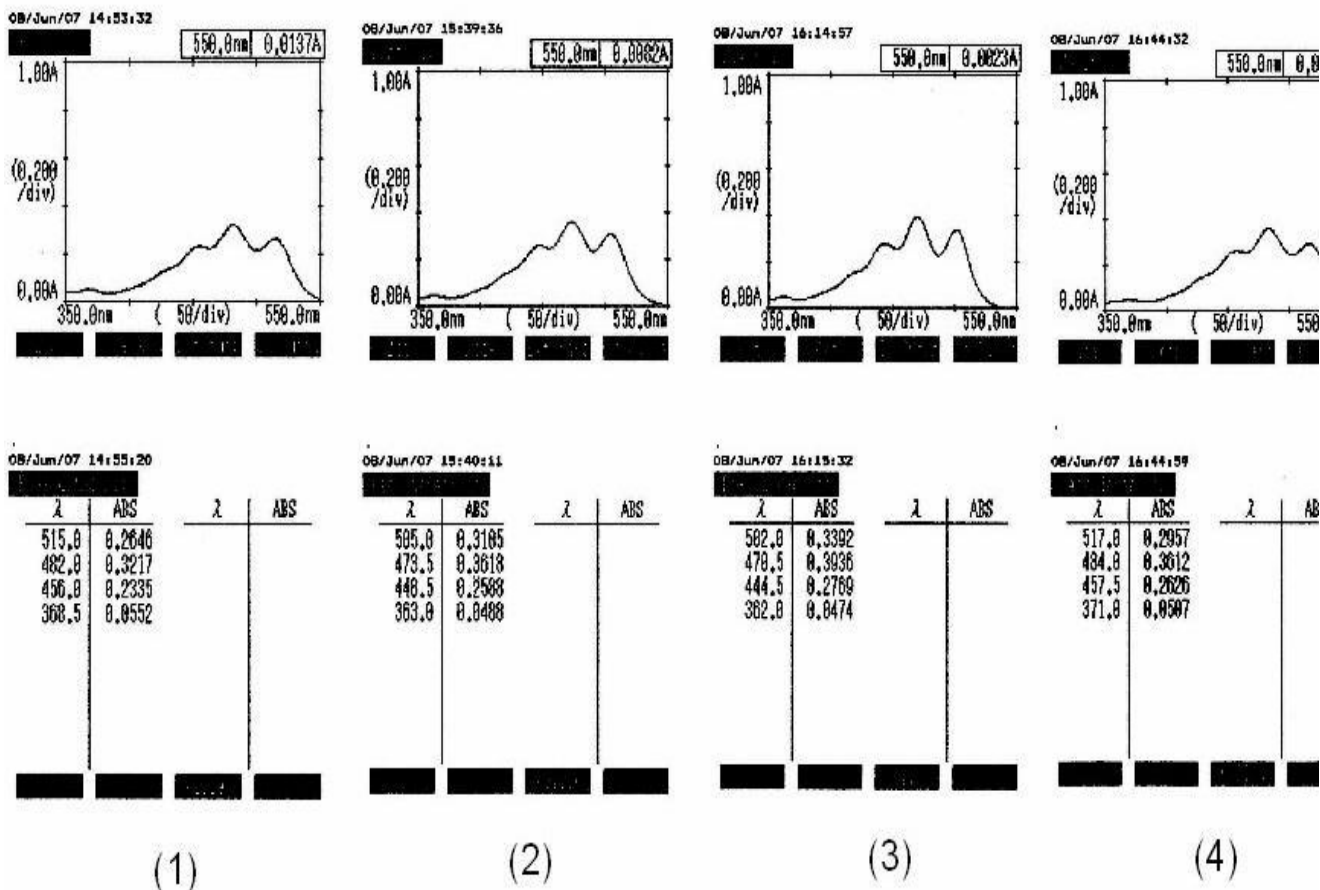 08/Jun/07 14:53:32
550.0nm 0.0137A
1.00A
(0.200
/div)
0.00A
350.0nm ( 50/div) 550.0nm
08/Jun/07 15:39:36
550.0nm 0.0062A
1.00A
(0.200
/div)
0.00A
350.0nm ( 50/div) 550.0nm
08/Jun/07 16:14:57
550.0nm 0.0023A
1.00A
(0.200
/div)
0.00A
350.0nm ( 50/div) 550.0nm
08/Jun/07 16:44:32
550.0nm
1.00A
(0.200
/div)
0.00A
350.0nm ( 50/div) 550
08/Jun/07 14:55:20
λ ABS λ ABS
515.0 0.2646
482.0 0.3217
456.0 0.2335
368.5 0.0552
08/Jun/07 15:40:11
λ ABS λ ABS
505.0 0.3105
473.5 0.3618
446.5 0.2588
363.0 0.0488
08/Jun/07 16:15:32
λ ABS λ ABS
502.0 0.3392
470.5 0.3936
444.5 0.2769
362.0 0.0474
08/Jun/07 16:44:59
λ ABS λ AB
517.0 0.2957
484.0 0.3612
457.5 0.2626
371.0 0.0507
(1)
(2)
(3)
(4)